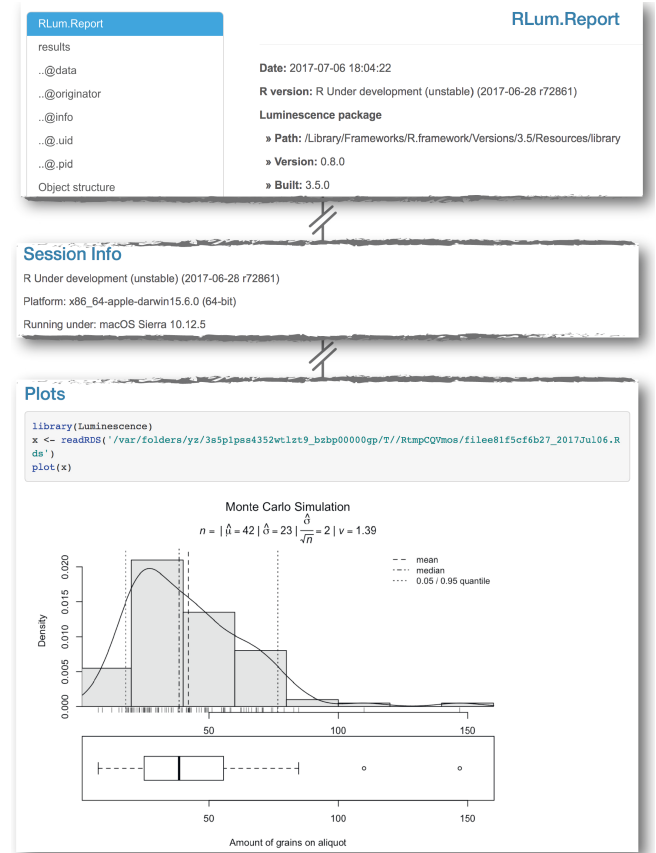 RLum.Report
results
..@data
..@originator
..@info
..@.uid
..@.pid
Object structure
RLum.Report
Date: 2017-07-06 18:04:22
R version: R Under development (unstable) (2017-06-28 r72861)
Luminescence package
» Path: /Library/Frameworks/R.framework/Versions/3.5/Resources/library
» Version: 0.8.0
» Built: 3.5.0
Session Info
R Under development (unstable) (2017-06-28 r72861)
Platform: x86_64-apple-darwin15.6.0 (64-bit)
Running under: macOS Sierra 10.12.5
Plots
library(Luminescence)
x <- readRDS('/var/folders/yz/3s5p1pss4352wtlzt9_bzbp00000gp/T//RtmpCQVmos/filee81f5cf6b27_2017Jul06.R
ds')
plot(x)
Monte Carlo Simulation
n = | μ̂ = 42 | σ̂ = 23 | σ̂/√n = 2 | v = 1.39
mean
median
0.05 / 0.95 quantile
Density
0.020
0.015
0.010
0.005
0.000
50 100 150
50 100 150
Amount of grains on aliquot